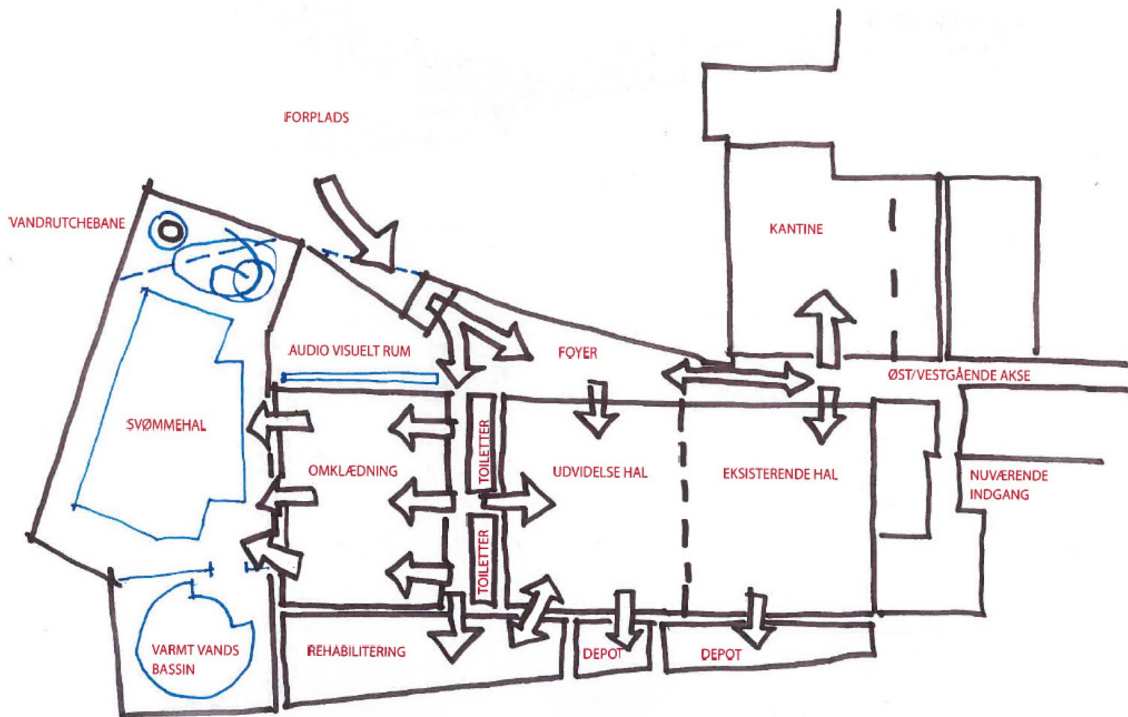 FORPLADS
VANDRUTCHEBANE
KANTINE
AUDIO VISUELT RUM
FOYER
ØST/VESTGÅENDE AKSE
SVØMMEHAL
OMKLÆDNING
TOILETTER
UDVIDELSE HAL
EKSISTERENDE HAL
NUVÆRENDE
INDGANG
TOILETTER
VARMT VANDS
BASSIN
REHABILITERING
DEPOT
DEPOT